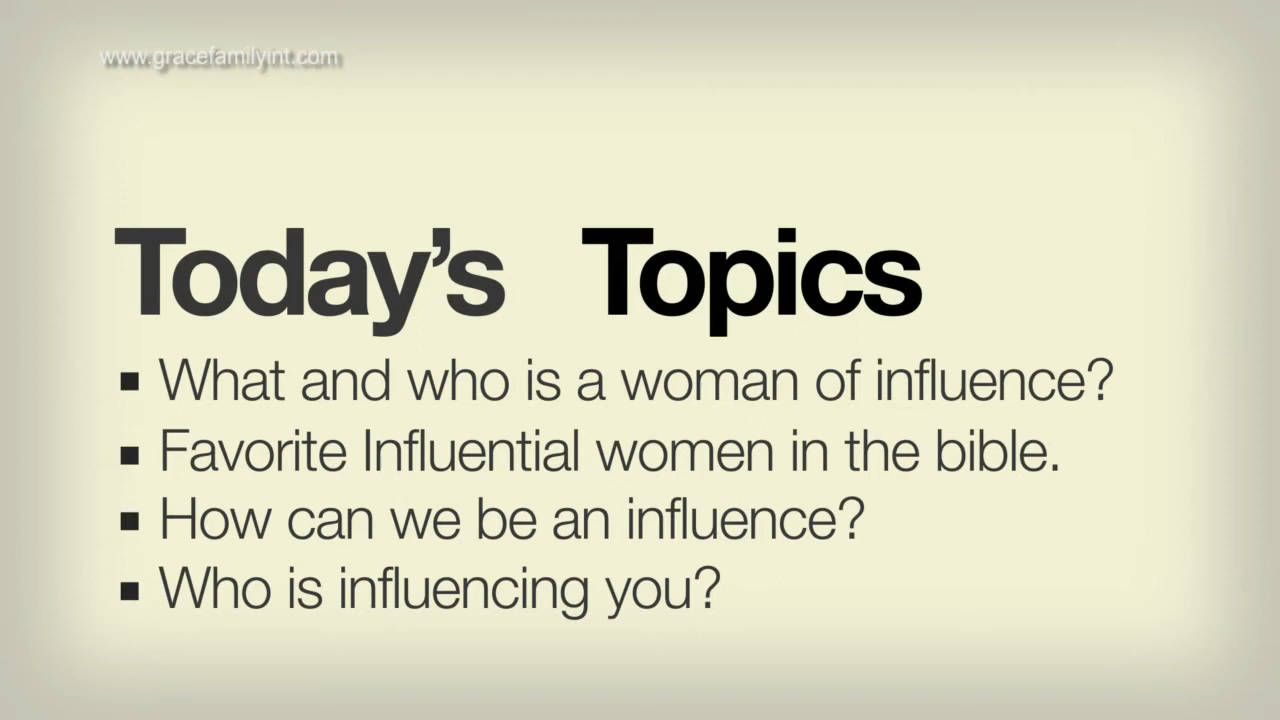 www.gracefamilyint.com
Today’s Topics
▪ What and who is a woman of influence?
▪ Favorite Influential women in the bible.
▪ How can we be an influence?
▪ Who is influencing you?